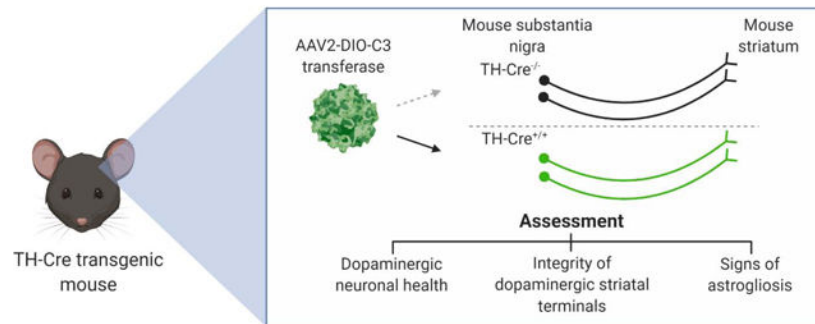 AAV2-DIO-C3
transferase
Mouse substantia
nigra
Mouse
striatum
TH-Cre-/-
TH-Cre+/+
TH-Cre transgenic
mouse
Assessment
Dopaminergic
neuronal health
Integrity of
dopaminergic striatal
terminals
Signs of
astrogliosis